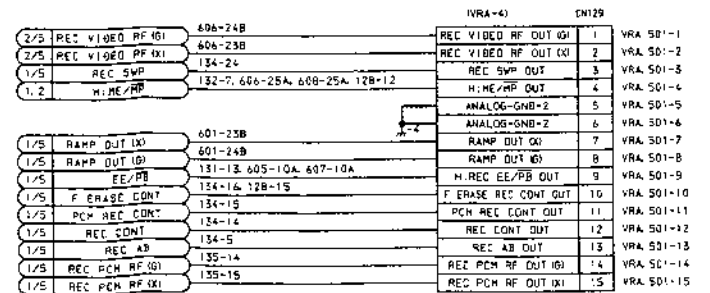 (VRA-4) CN129
2/5 REC VIDEO RF (G) 606-24B REC VIDEO RF OUT (G) 1 VRA 501-1
2/5 REC VIDEO RF (X) 606-23B REC VIDEO RF OUT (X) 2 VRA 501-2
1/5 REC SWP 134-24 REC SWP OUT 3 VRA 501-3
1, 2 H:ME/MP 132-7, 606-25A, 608-25A, 128-12 H:ME/MP OUT 4 VRA 501-4
ANALOG-GND-2 5 VRA 501-5
-4 ANALOG-GND-2 6 VRA 501-6
1/5 RAMP OUT (X) 601-23B RAMP OUT (X) 7 VRA 501-7
1/5 RAMP OUT (G) 601-24B RAMP OUT (G) 8 VRA 501-8
1/5 EE/PB 131-13, 605-10A, 607-10A H.REC EE/PB OUT 9 VRA 501-9
1/5 F ERASE CONT 134-16, 128-15 F ERASE REC CONT OUT 10 VRA 501-10
1/5 PCM REC CONT 134-15 PCM REC CONT OUT 11 VRA 501-11
1/5 REC CONT 134-14 REC CONT OUT 12 VRA 501-12
1/5 REC AB 134-5 REC AB OUT 13 VRA 501-13
1/5 REC PCM RF (G) 135-14 REC PCM RF OUT (G) 14 VRA 501-14
1/5 REC PCM RF (X) 135-15 REC PCM RF OUT (X) 15 VRA 501-15